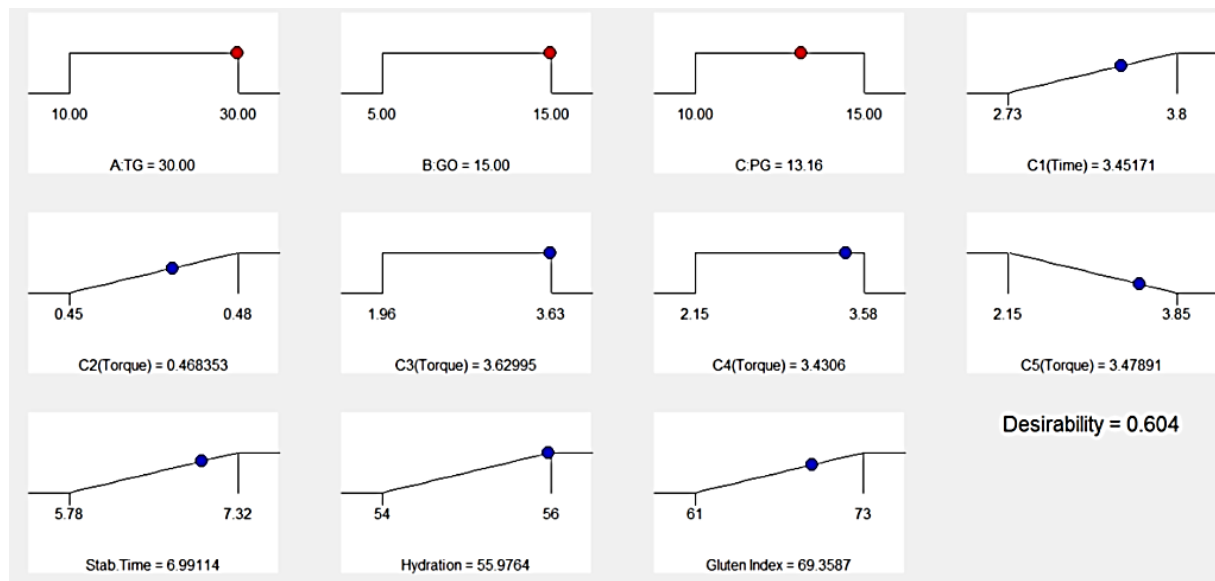 10.00 30.00
A:TG = 30.00
5.00 15.00
B:GO = 15.00
10.00 15.00
C:PG = 13.16
2.73 3.8
C1(Time) = 3.45171
0.45 0.48
C2(Torque) = 0.468353
1.96 3.63
C3(Torque) = 3.62995
2.15 3.58
C4(Torque) = 3.4306
2.15 3.85
C5(Torque) = 3.47891
5.78 7.32
Stab.Time = 6.99114
54 56
Hydration = 55.9764
61 73
Gluten Index = 69.3587
Desirability = 0.604